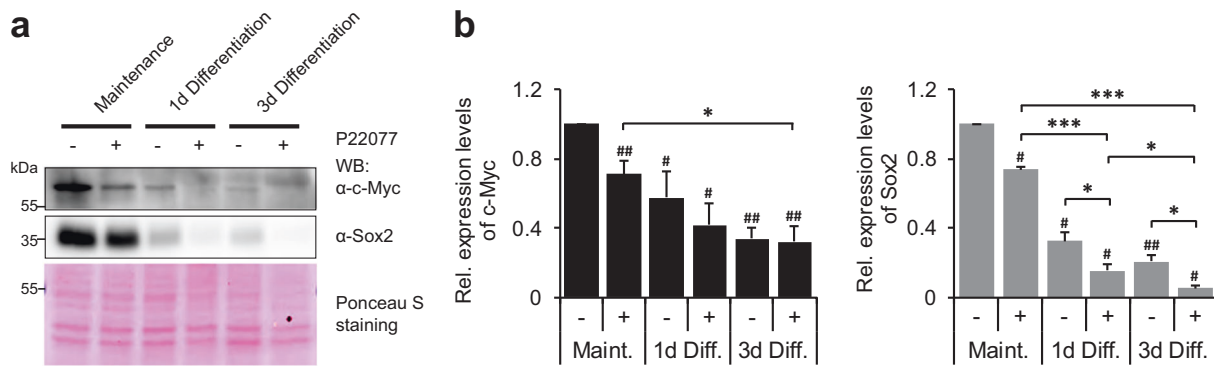 a
Maintenance
1d Differentiation
3d Differentiation
- + - + - + P22077
kDa
WB:
α-c-Myc
55
35
α-Sox2
55
Ponceau S
staining
b
Rel. expression levels
of c-Myc
1.2
0.8
0.4
0
*
##
#
#
##
##
- + - + - +
Maint. 1d Diff. 3d Diff.
Rel. expression levels
of Sox2
1.2
0.8
0.4
0
***
***
*
*
*
#
#
#
##
#
- + - + - +
Maint. 1d Diff. 3d Diff.